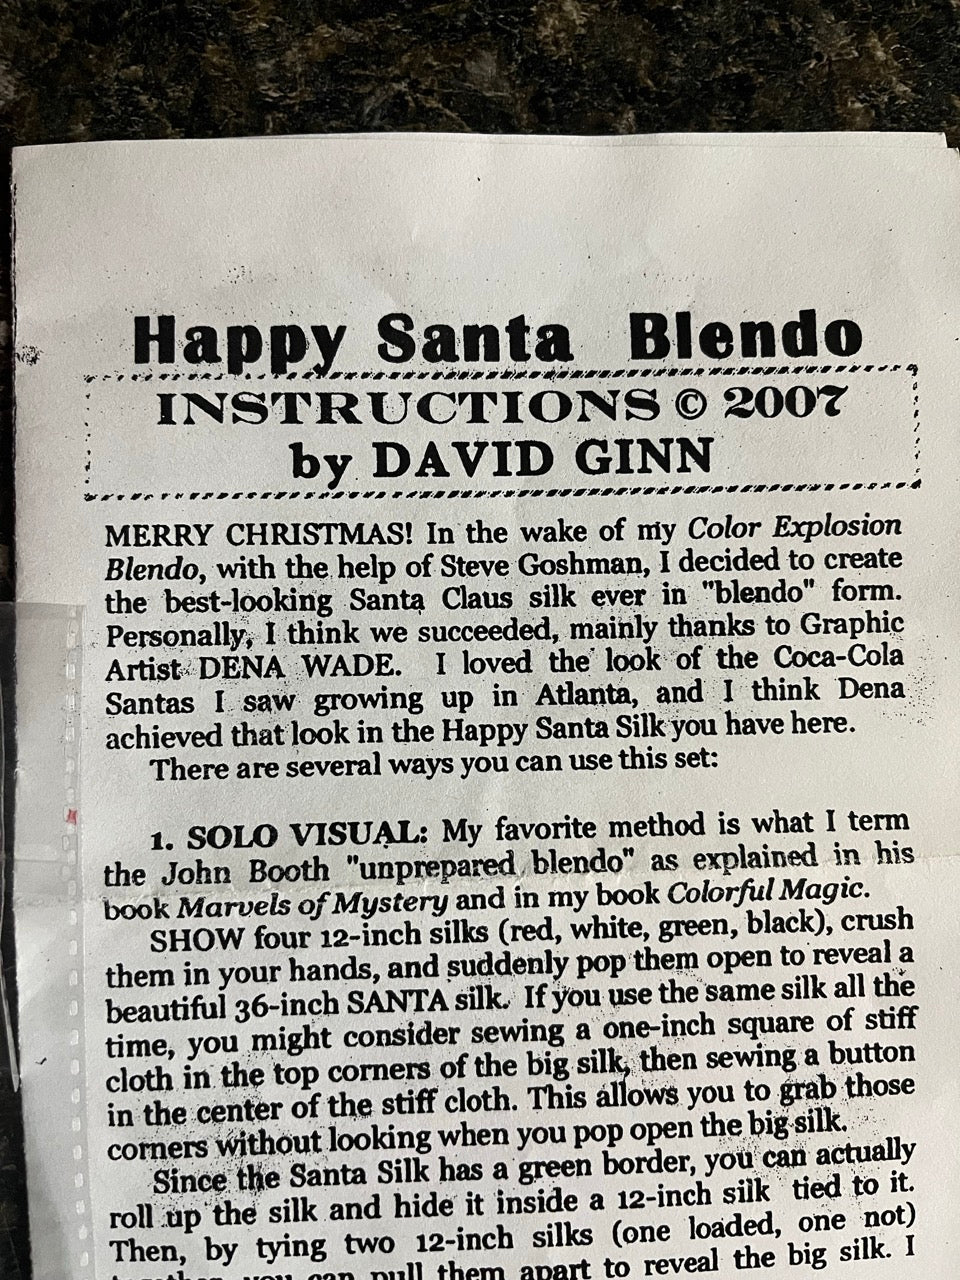 Happy Santa Blendo
INSTRUCTIONS © 2007
by DAVID GINN
MERRY CHRISTMAS! In the wake of my Color Explosion
Blendo, with the help of Steve Goshman, I decided to create
the best-looking Santa Claus silk ever in "blendo" form.
Personally, I think we succeeded, mainly thanks to Graphic
Artist DENA WADE. I loved the look of the Coca-Cola
Santas I saw growing up in Atlanta, and I think Dena
achieved that look in the Happy Santa Silk you have here.
There are several ways you can use this set:
1. SOLO VISUAL: My favorite method is what I term
the John Booth "unprepared blendo" as explained in his
book Marvels of Mystery and in my book Colorful Magic.
SHOW four 12-inch silks (red, white, green, black), crush
them in your hands, and suddenly pop them open to reveal a
beautiful 36-inch SANTA silk. If you use the same silk all the
time, you might consider sewing a one-inch square of stiff
cloth in the top corners of the big silk, then sewing a button
in the center of the stiff cloth. This allows you to grab those
corners without looking when you pop open the big silk.
Since the Santa Silk has a green border, you can actually
roll up the silk and hide it inside a 12-inch silk tied to it.
Then, by tying two 12-inch silks (one loaded, one not)
together, you can pull them apart to reveal the big silk. I